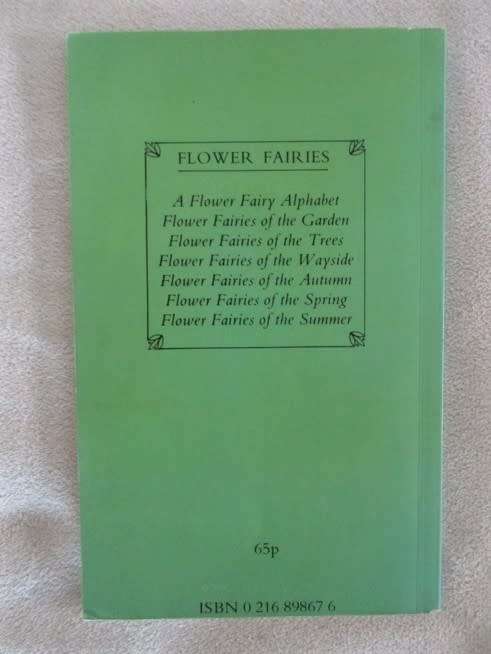 FLOWER FAIRIES
A Flower Fairy Alphabet
Flower Fairies of the Garden
Flower Fairies of the Trees
Flower Fairies of the Wayside
Flower Fairies of the Autumn
Flower Fairies of the Spring
Flower Fairies of the Summer
65p
ISBN 0 216 89867 6